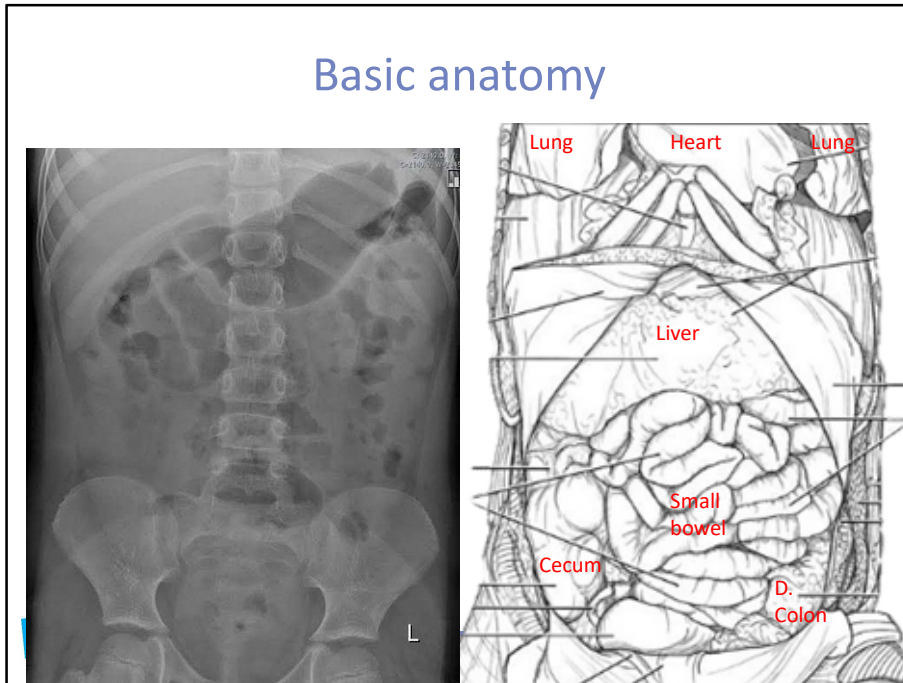 Basic anatomy
Lung
Heart
Lung
Liver
Small
bowel
Cecum
D.
Colon
L